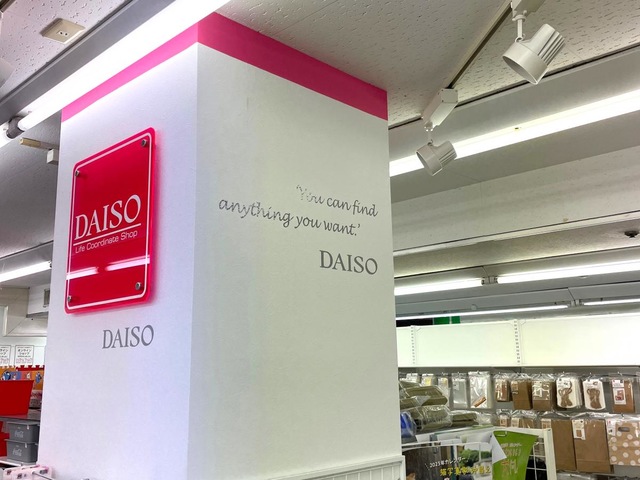 DAISO
Life Coordinate Shop
DAISO
'You can find
anything you want.'
DAISO